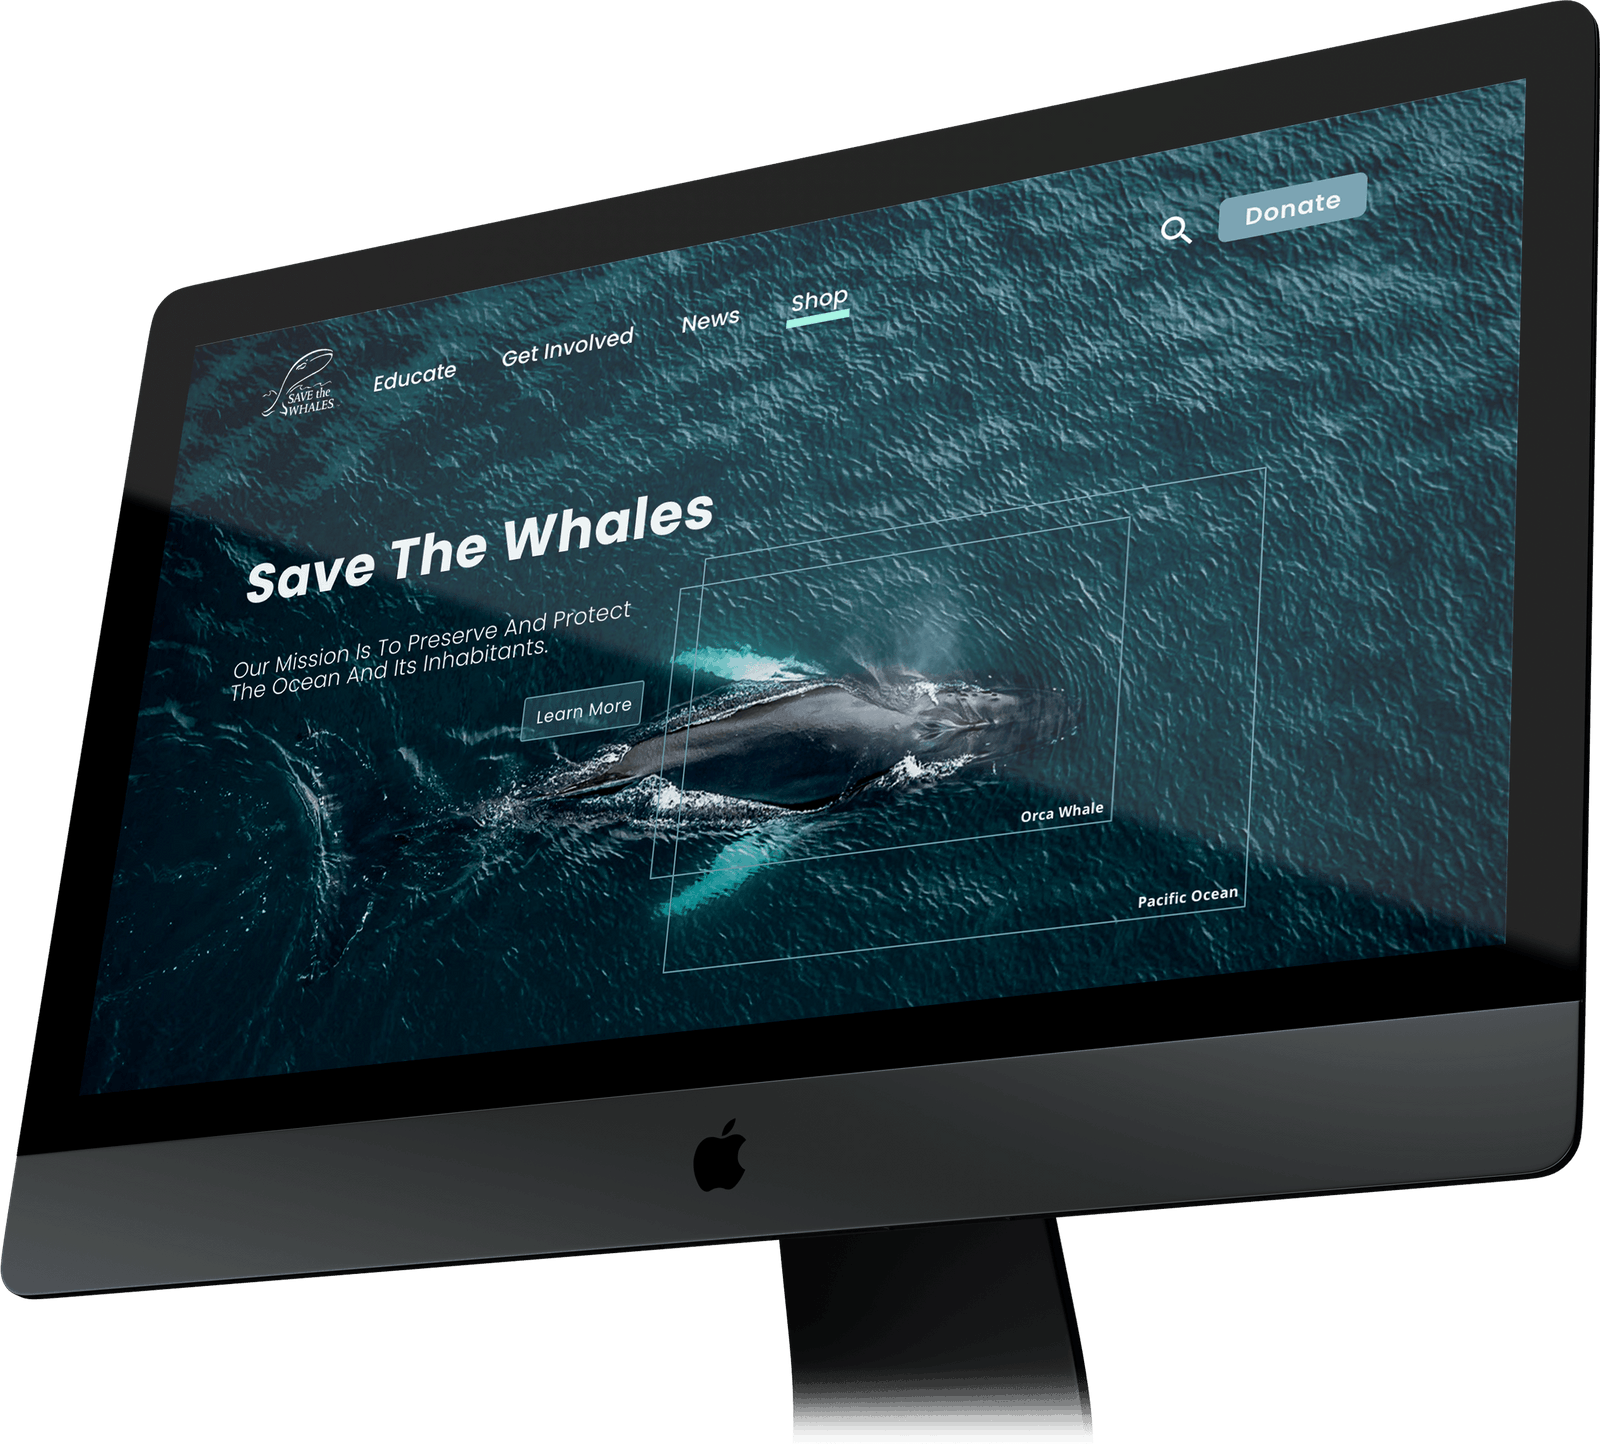 SAVE the
WHALES
Educate
Get Involved
News
Shop
Donate
Save The Whales
Our Mission Is To Preserve And Protect
The Ocean And Its Inhabitants.
Learn More
Orca Whale
Pacific Ocean